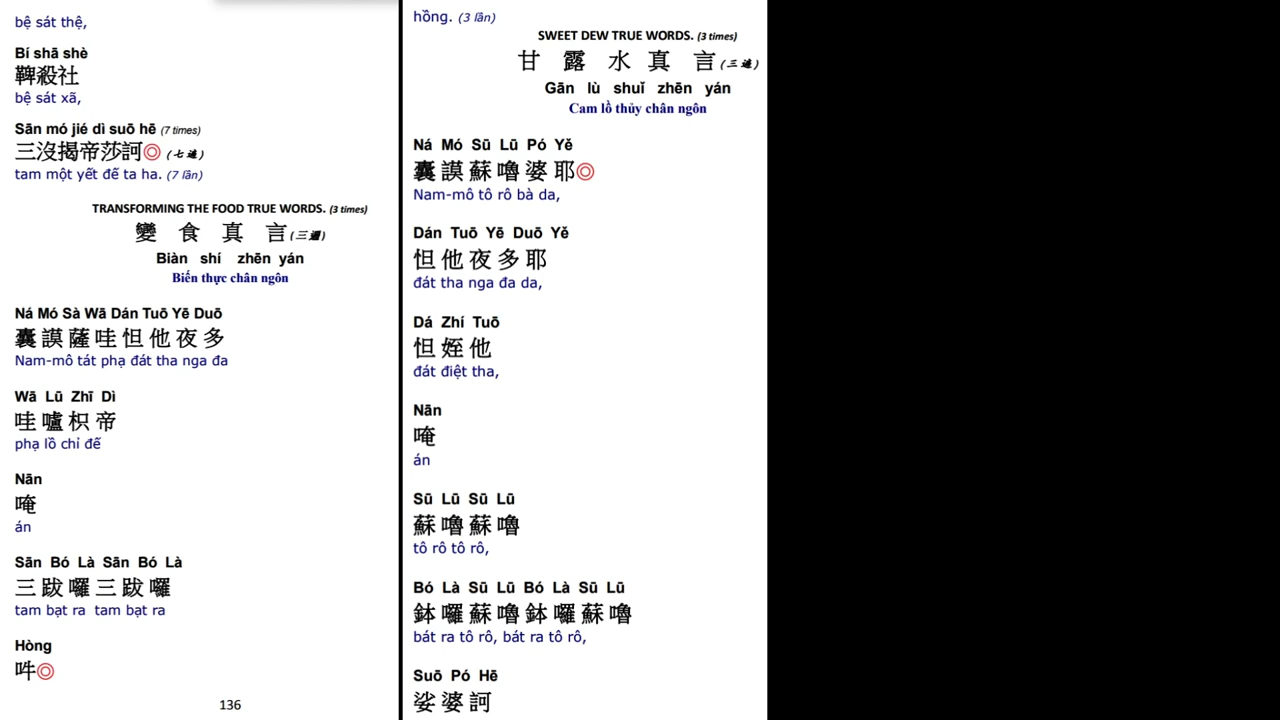 bệ sát thệ,
Bí shā shè
鞞殺社
bệ sát xã,
Sān mó jié dì suō hē (7 times)
三沒揭帝莎訶◎ (七遍)
tam một yết đế ta ha. (7 lần)
TRANSFORMING THE FOOD TRUE WORDS. (3 times)
變 食 真 言 (三遍)
Biàn shí zhēn yán
Biến thực chân ngôn
Ná Mó Sà Wā Dán Tuō Yē Duō
囊謨薩哇怛他夜多
Nam-mô tát phạ đát tha nga đa
Wā Lū Zhī Dì
哇嚧枳帝
phạ lồ chỉ đế
Nān
唵
án
Sān Bó Là Sān Bó Là
三跋囉三跋囉
tam bạt ra tam bạt ra
Hòng
吽◎
136
hồng. (3 lần)
SWEET DEW TRUE WORDS. (3 times)
甘 露 水 真 言 (三遍)
Gān lù shuǐ zhēn yán
Cam lồ thủy chân ngôn
Ná Mó Sū Lū Pó Yě
囊謨蘇嚕婆耶◎
Nam-mô tô rô bà da,
Dán Tuō Yē Duō Yě
怛他夜多耶
đát tha nga đa da,
Dá Zhí Tuō
怛姪他
đát điệt tha,
Nān
唵
án
Sū Lū Sū Lū
蘇嚕蘇嚕
tô rô tô rô,
Bó Là Sū Lū Bó Là Sū Lū
鉢囉蘇嚕鉢囉蘇嚕
bát ra tô rô, bát ra tô rô,
Suō Pó Hē
娑婆訶